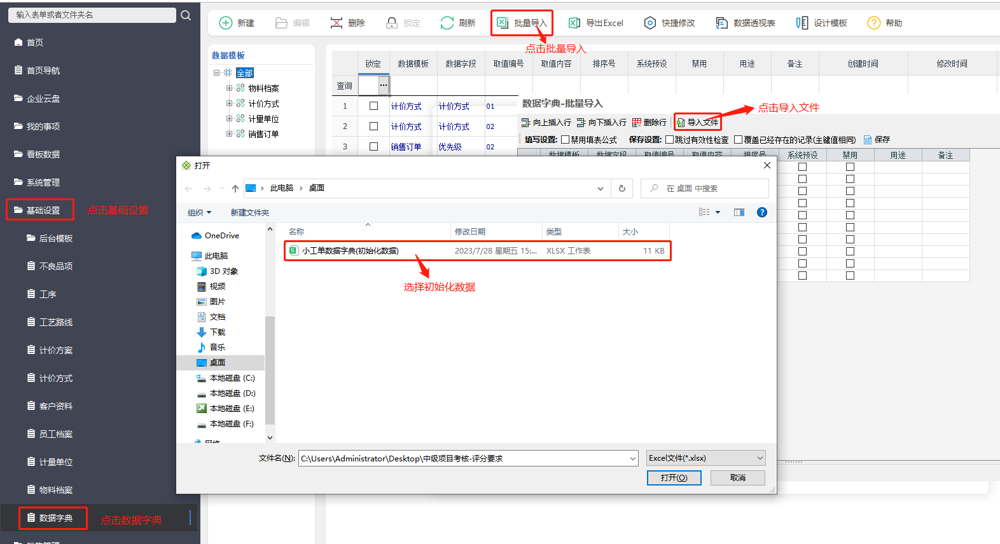 输入表单或者文件夹名
新建 编辑 删除 锁定 刷新 批量导入 导出Excel 快捷修改 数据透视表 设计模板 帮助
点击批量导入
首页
首页导航
企业云盘
我的事项
看板数据
系统管理
基础设置 点击基础设置
后台模板
不良品项
工序
工艺路线
计价方案
计价方式
客户资料
员工档案
计量单位
物料档案
数据字典 点击数据字典
数据模板
全部
物料档案
计价方式
计量单位
销售订单
锁定 数据模板 数据字段 取值编号 取值内容 排序号 系统预设 禁用 用途 备注 创建时间 修改时间
查询 ...
1 计价方式 计价方式 01
2 计价方式 计价方式 02
3 销售订单 优先级 02
数据字典-批量导入
点击导入文件
向上插入行 向下插入行 删除行 导入文件
填写设置: 禁用填表公式 保存设置: 跳过有效性检查 覆盖已经存在的记录(主键值相同) 保存
数据模板 数据字段 取值编号 取值内容 排序号 系统预设 禁用 用途 备注
打开
此电脑 › 桌面
在 桌面 中搜索
组织 新建文件夹
名称 修改日期 类型 大小
小工单数据字典(初始化数据) 2023/7/28 星期五 15:... XLSX 工作表 11 KB
选择初始化数据
OneDrive
此电脑
3D 对象
视频
图片
文档
下载
音乐
桌面
本地磁盘 (C:)
本地磁盘 (D:)
本地磁盘 (E:)
本地磁盘 (F:)
网络
文件名(N): C:\Users\Administrator\Desktop\中级项目考核-评分要求 Excel文件(*.xlsx)
打开(O) 取消